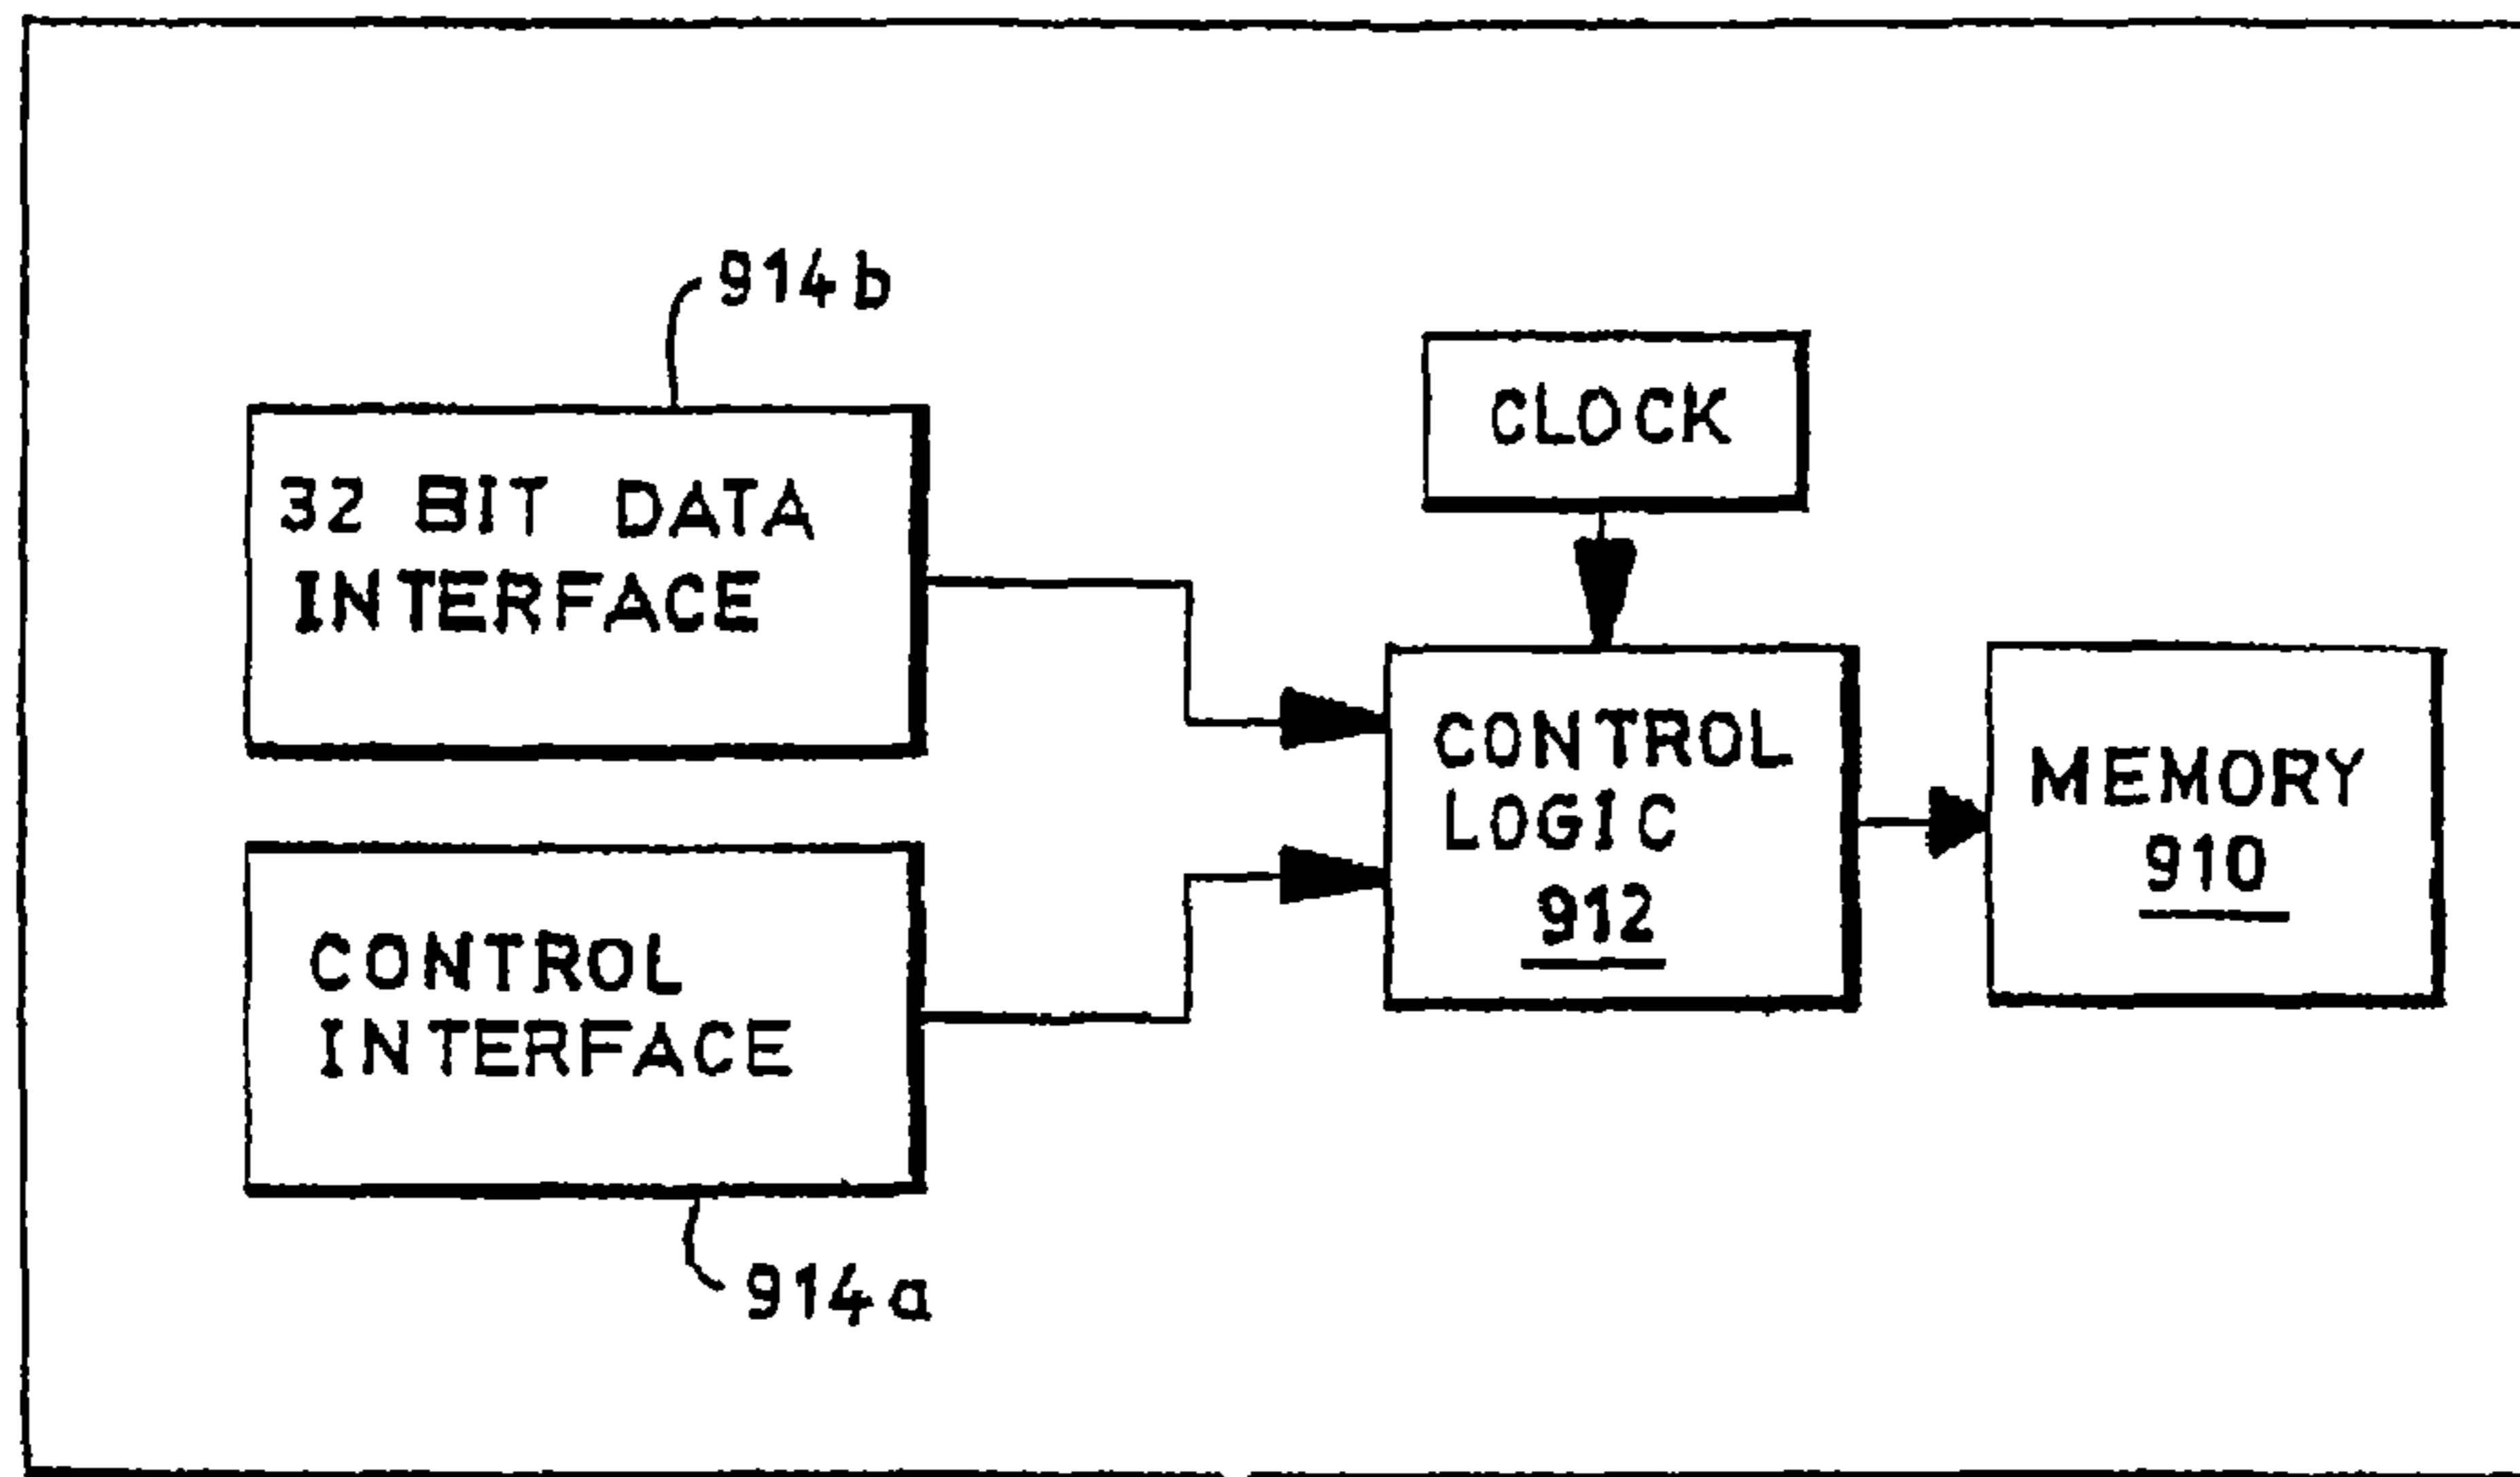 914b
32 BIT DATA
INTERFACE
CLOCK
CONTROL
LOGIC
912
MEMORY
910
CONTROL
INTERFACE
914a